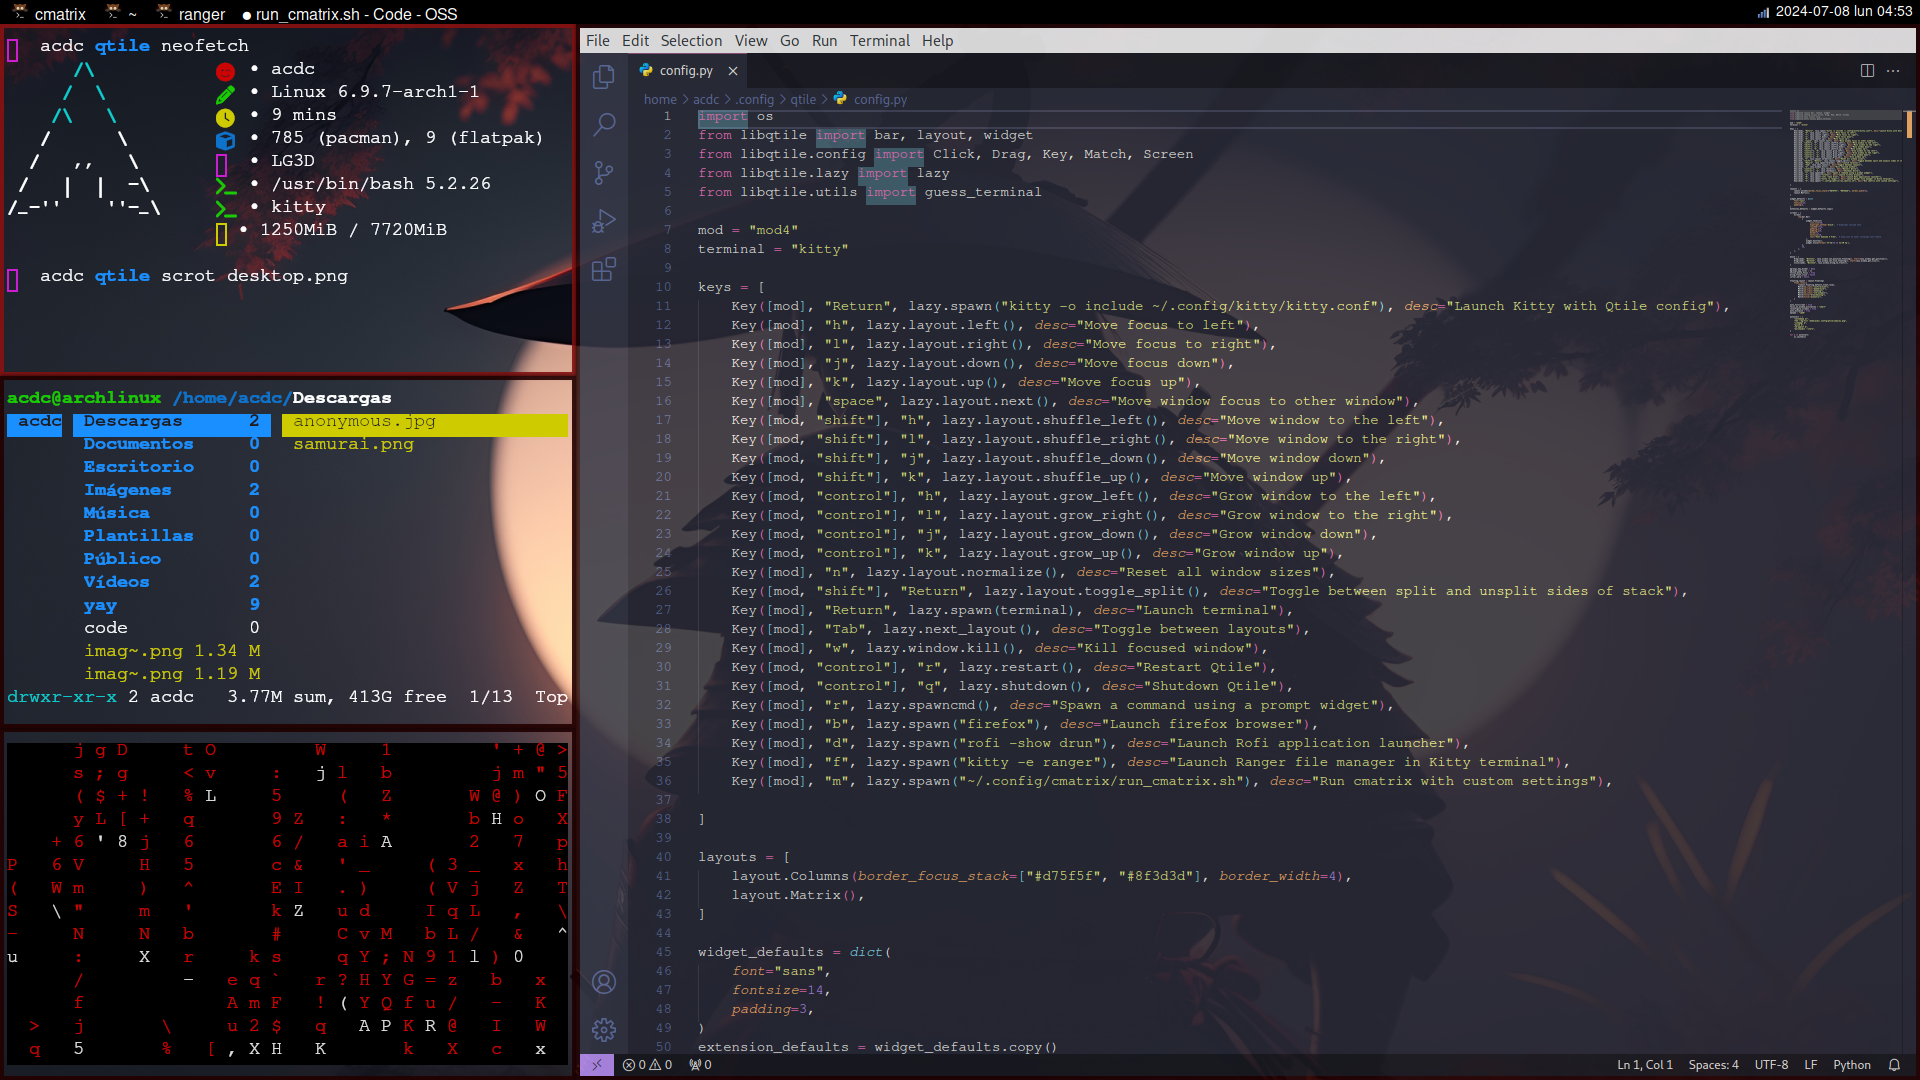 cmatrix ~ ranger ● run_cmatrix.sh - Code - OSS
2024-07-08 lun 04:53
acdc qtile neofetch
• acdc
• Linux 6.9.7-arch1-1
• 9 mins
• 785 (pacman), 9 (flatpak)
• LG3D
• /usr/bin/bash 5.2.26
• kitty
• 1250MiB / 7720MiB
acdc qtile scrot desktop.png
acdc@archlinux /home/acdc/Descargas
acdc Descargas 2 anonymous.jpg
Documentos 0 samurai.png
Escritorio 0
Imágenes 2
Música 0
Plantillas 0
Público 0
Vídeos 2
yay 9
code 0
imag~.png 1.34 M
imag~.png 1.19 M
drwxr-xr-x 2 acdc 3.77M sum, 413G free 1/13 Top
j g D t O W 1 ' + @ >
s ; g < v : j l b j m " 5
( $ + ! % L 5 ( Z W @ ) O F
y L [ + q 9 Z : * b H o X
+ 6 ' 8 j 6 6 / a i A 2 7 p
P 6 V H 5 c & ' _ ( 3 _ x h
( W m ) ^ E I . ) ( V j Z T
S \ " m ' k Z u d I q L , \
- N N b # C v M b L / & ^
u : X r k s q Y ; N 9 1 l ) 0
/ - e q ` r ? H Y G = z b x
f A m F ! ( Y Q f u / - K
> j \ u 2 $ q A P K R @ I W
q 5 % [ , X H K k X c x
File Edit Selection View Go Run Terminal Help
config.py
home > acdc > .config > qtile > config.py
1 import os
2 from libqtile import bar, layout, widget
3 from libqtile.config import Click, Drag, Key, Match, Screen
4 from libqtile.lazy import lazy
5 from libqtile.utils import guess_terminal
6
7 mod = "mod4"
8 terminal = "kitty"
9
10 keys = [
11 Key([mod], "Return", lazy.spawn("kitty -o include ~/.config/kitty/kitty.conf"), desc="Launch Kitty with Qtile config"),
12 Key([mod], "h", lazy.layout.left(), desc="Move focus to left"),
13 Key([mod], "l", lazy.layout.right(), desc="Move focus to right"),
14 Key([mod], "j", lazy.layout.down(), desc="Move focus down"),
15 Key([mod], "k", lazy.layout.up(), desc="Move focus up"),
16 Key([mod], "space", lazy.layout.next(), desc="Move window focus to other window"),
17 Key([mod, "shift"], "h", lazy.layout.shuffle_left(), desc="Move window to the left"),
18 Key([mod, "shift"], "l", lazy.layout.shuffle_right(), desc="Move window to the right"),
19 Key([mod, "shift"], "j", lazy.layout.shuffle_down(), desc="Move window down"),
20 Key([mod, "shift"], "k", lazy.layout.shuffle_up(), desc="Move window up"),
21 Key([mod, "control"], "h", lazy.layout.grow_left(), desc="Grow window to the left"),
22 Key([mod, "control"], "l", lazy.layout.grow_right(), desc="Grow window to the right"),
23 Key([mod, "control"], "j", lazy.layout.grow_down(), desc="Grow window down"),
24 Key([mod, "control"], "k", lazy.layout.grow_up(), desc="Grow window up"),
25 Key([mod], "n", lazy.layout.normalize(), desc="Reset all window sizes"),
26 Key([mod, "shift"], "Return", lazy.layout.toggle_split(), desc="Toggle between split and unsplit sides of stack"),
27 Key([mod], "Return", lazy.spawn(terminal), desc="Launch terminal"),
28 Key([mod], "Tab", lazy.next_layout(), desc="Toggle between layouts"),
29 Key([mod], "w", lazy.window.kill(), desc="Kill focused window"),
30 Key([mod, "control"], "r", lazy.restart(), desc="Restart Qtile"),
31 Key([mod, "control"], "q", lazy.shutdown(), desc="Shutdown Qtile"),
32 Key([mod], "r", lazy.spawncmd(), desc="Spawn a command using a prompt widget"),
33 Key([mod], "b", lazy.spawn("firefox"), desc="Launch firefox browser"),
34 Key([mod], "d", lazy.spawn("rofi -show drun"), desc="Launch Rofi application launcher"),
35 Key([mod], "f", lazy.spawn("kitty -e ranger"), desc="Launch Ranger file manager in Kitty terminal"),
36 Key([mod], "m", lazy.spawn("~/.config/cmatrix/run_cmatrix.sh"), desc="Run cmatrix with custom settings"),
37
38 ]
39
40 layouts = [
41 layout.Columns(border_focus_stack=["#d75f5f", "#8f3d3d"], border_width=4),
42 layout.Matrix(),
43 ]
44
45 widget_defaults = dict(
46 font="sans",
47 fontsize=14,
48 padding=3,
49 )
50 extension_defaults = widget_defaults.copy()
0 0 0 Ln 1, Col 1 Spaces: 4 UTF-8 LF Python